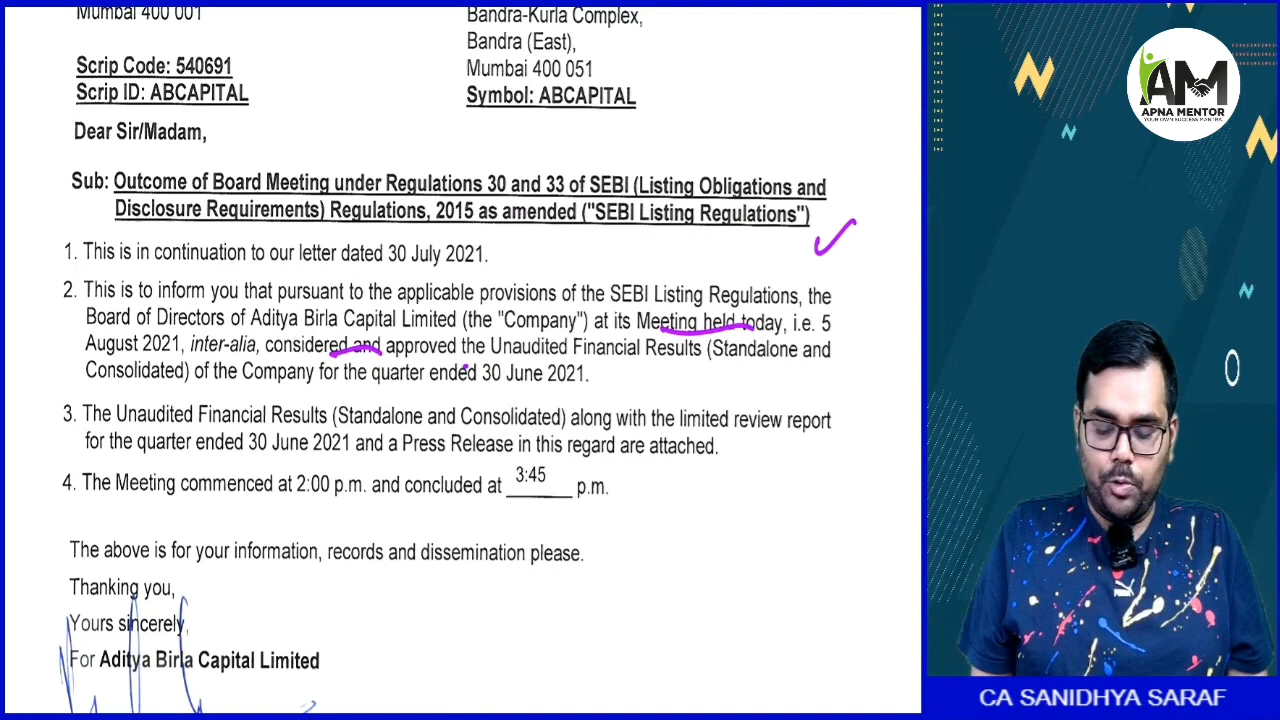 Mumbai 400 001
Bandra-Kurla Complex,
Bandra (East),
Scrip Code: 540691
Mumbai 400 051
Scrip ID: ABCAPITAL
Symbol: ABCAPITAL
Dear Sir/Madam,
Sub: Outcome of Board Meeting under Regulations 30 and 33 of SEBI (Listing Obligations and
Disclosure Requirements) Regulations, 2015 as amended ("SEBI Listing Regulations")
1. This is in continuation to our letter dated 30 July 2021.
2. This is to inform you that pursuant to the applicable provisions of the SEBI Listing Regulations, the
Board of Directors of Aditya Birla Capital Limited (the "Company") at its Meeting held today, i.e. 5
August 2021, inter-alia, considered and approved the Unaudited Financial Results (Standalone and
Consolidated) of the Company for the quarter ended 30 June 2021.
3. The Unaudited Financial Results (Standalone and Consolidated) along with the limited review report
for the quarter ended 30 June 2021 and a Press Release in this regard are attached.
4. The Meeting commenced at 2:00 p.m. and concluded at 3:45 p.m.
The above is for your information, records and dissemination please.
Thanking you,
Yours sincerely,
For Aditya Birla Capital Limited
AM
APNA MENTOR
YOUR OWN SUCCESS MANTRA
CA SANIDHYA SARAF